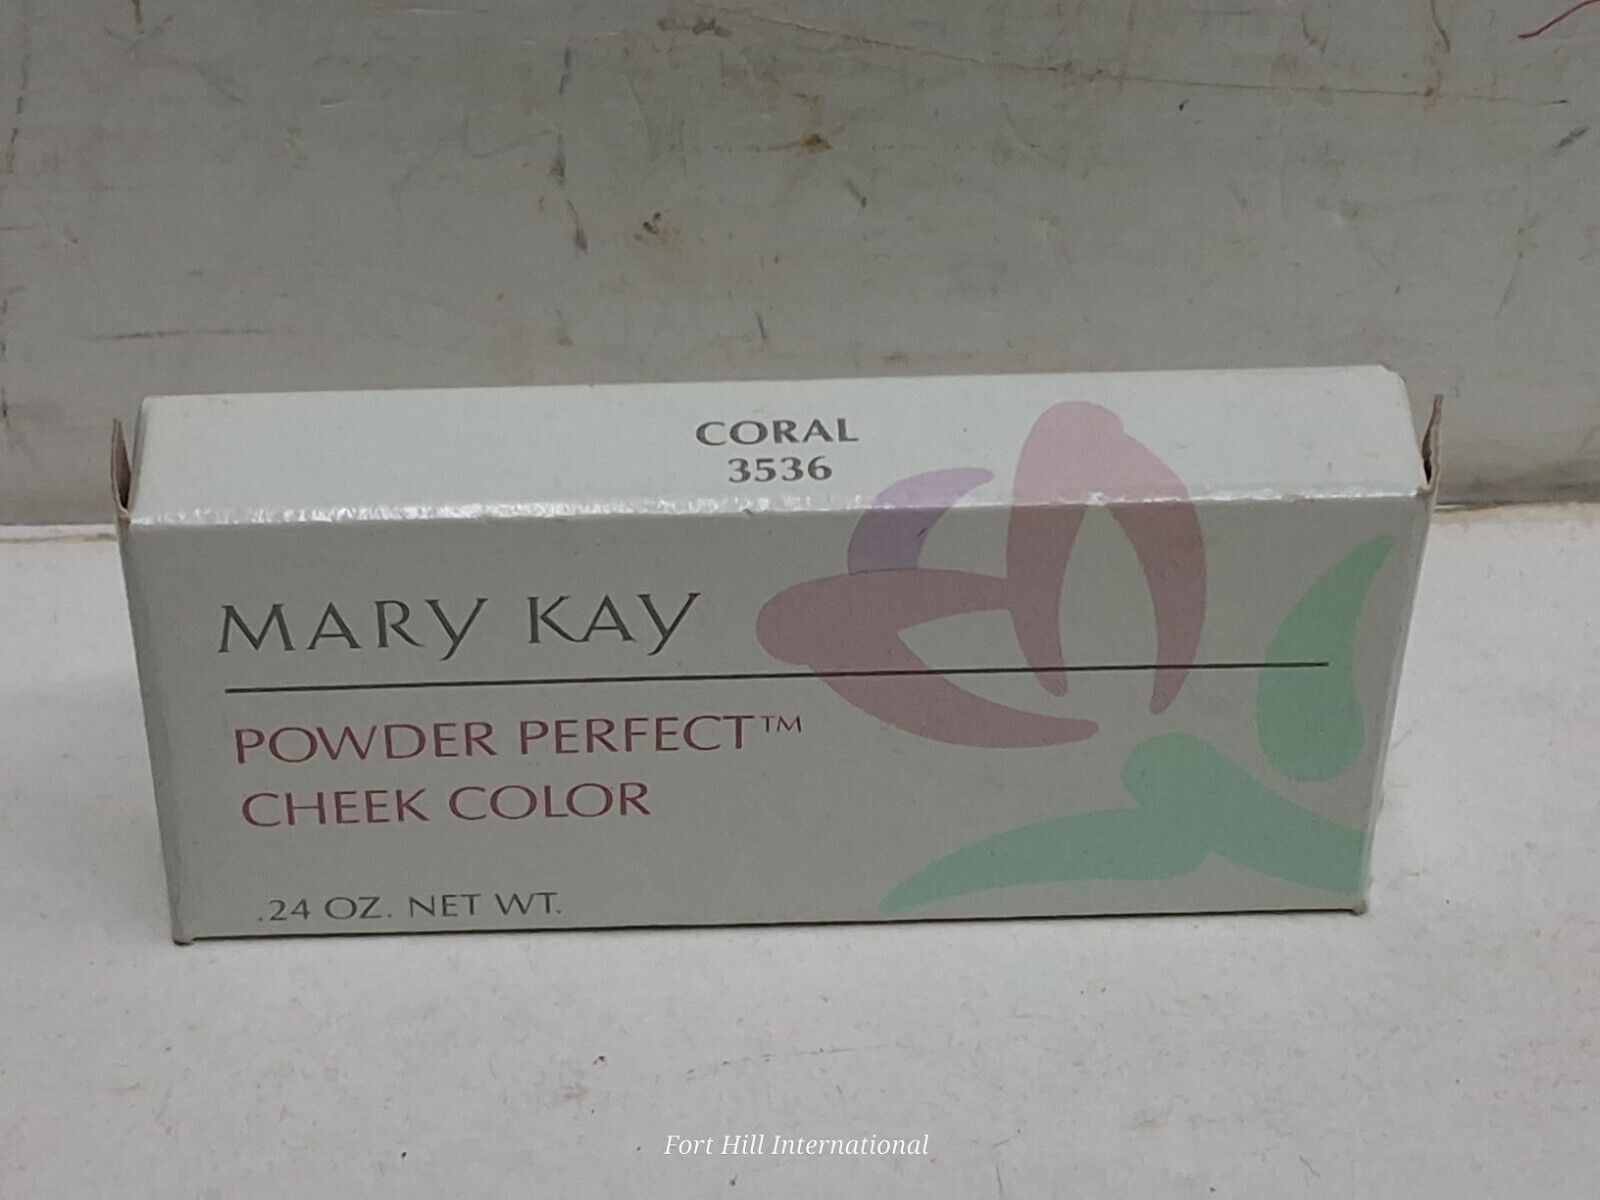 CORAL
3536
MARY KAY
POWDER PERFECT™
CHEEK COLOR
.24 OZ. NET WT.
Fort Hill International